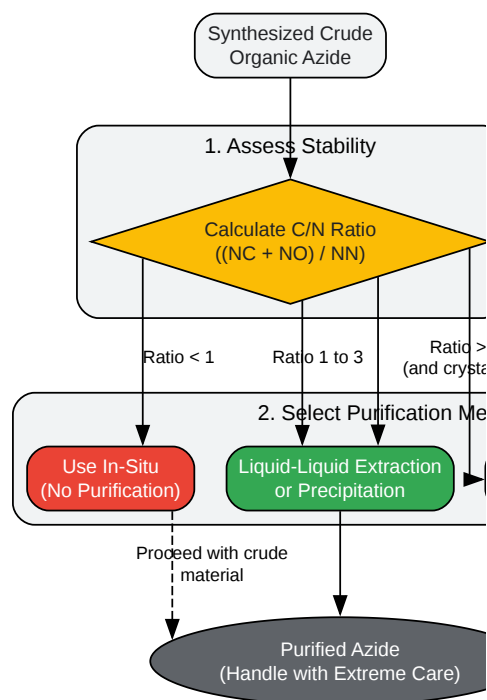 Synthesized Crude
Organic Azide
1. Assess Stability
Calculate C/N Ratio
((NC + NO) / NN)
Ratio < 1
Ratio 1 to 3
Ratio >
(and crysta
2. Select Purification Me
Use In-Situ
(No Purification)
Liquid-Liquid Extraction
or Precipitation
Proceed with crude
material
Purified Azide
(Handle with Extreme Care)